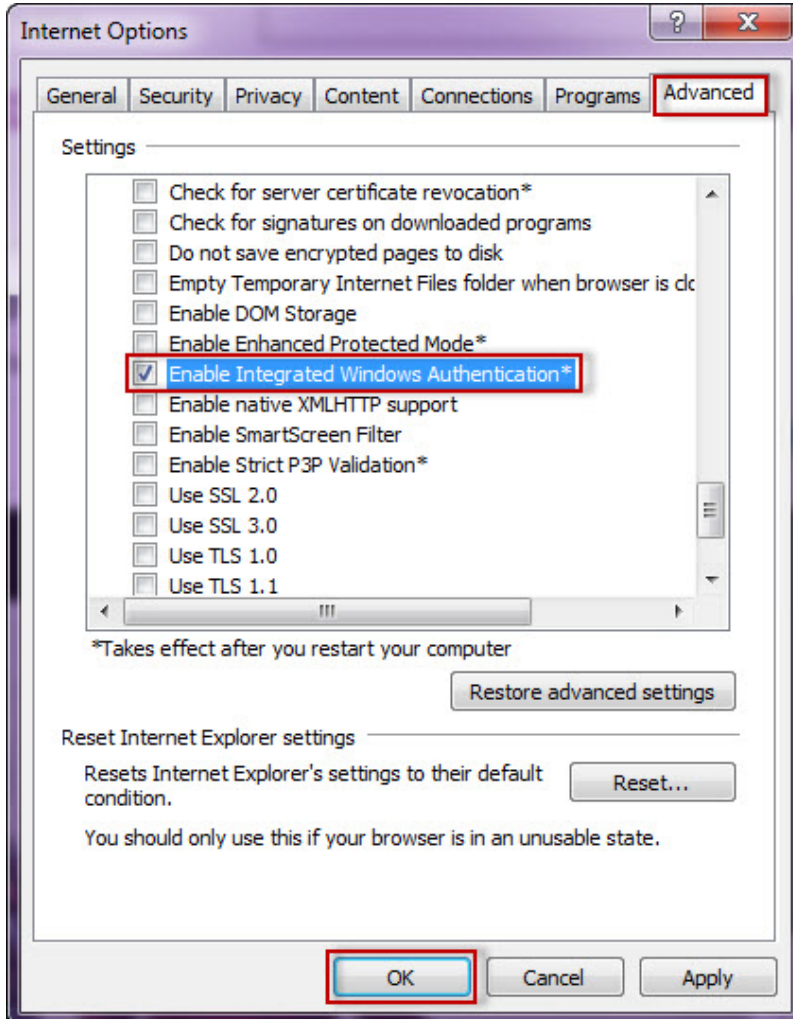 Internet Options
General Security Privacy Content Connections Programs Advanced
Settings
Check for server certificate revocation*
Check for signatures on downloaded programs
Do not save encrypted pages to disk
Empty Temporary Internet Files folder when browser is clc
Enable DOM Storage
Enable Enhanced Protected Mode*
Enable Integrated Windows Authentication*
Enable native XMLHTTP support
Enable SmartScreen Filter
Enable Strict P3P Validation*
Use SSL 2.0
Use SSL 3.0
Use TLS 1.0
Use TLS 1.1
*Takes effect after you restart your computer
Restore advanced settings
Reset Internet Explorer settings
Resets Internet Explorer's settings to their default
condition.
Reset...
You should only use this if your browser is in an unusable state.
OK Cancel Apply